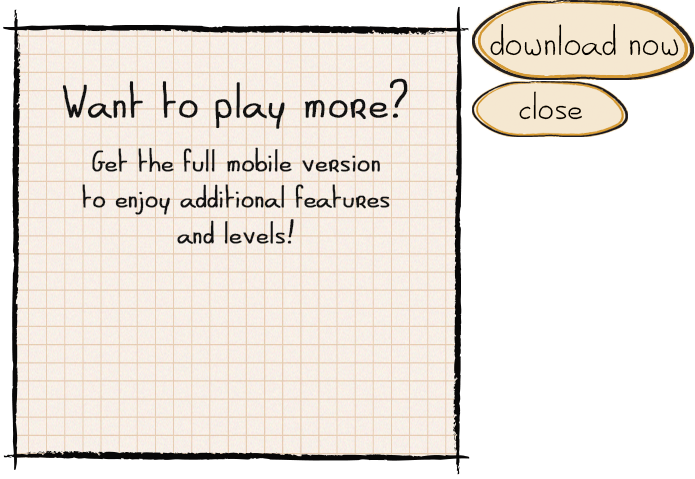 Want to play more?
Get the full mobile version
to enjoy additional features
and levels!
download now
close